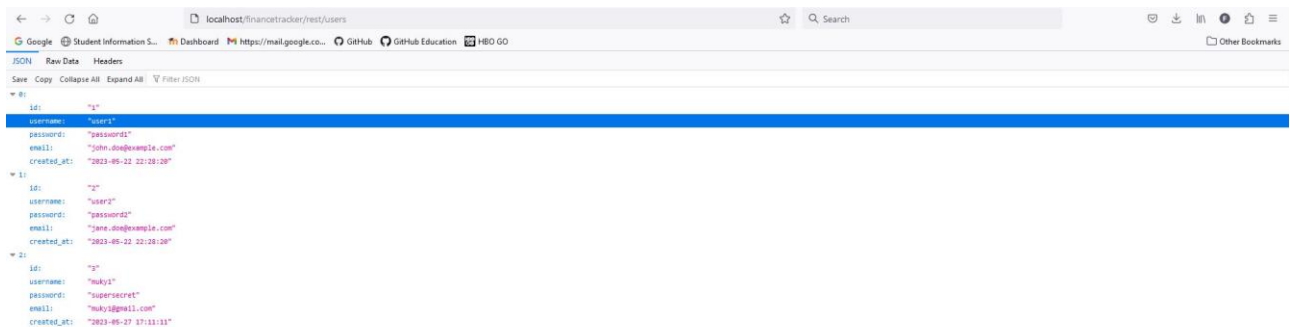 localhost/financetracker/rest/users
Search
Google Student Information S... Dashboard https://mail.google.co... GitHub GitHub Education HBO GO Other Bookmarks
JSON Raw Data Headers
Save Copy Collapse All Expand All Filter JSON
0:
id: "1"
username: "user1"
password: "password1"
email: "john.doe@example.com"
created_at: "2023-05-22 22:28:20"
1:
id: "2"
username: "user2"
password: "password2"
email: "jane.doe@example.com"
created_at: "2023-05-22 22:28:20"
2:
id: "3"
username: "muky1"
password: "supersecret"
email: "muky1@gmail.com"
created_at: "2023-05-27 17:11:11"